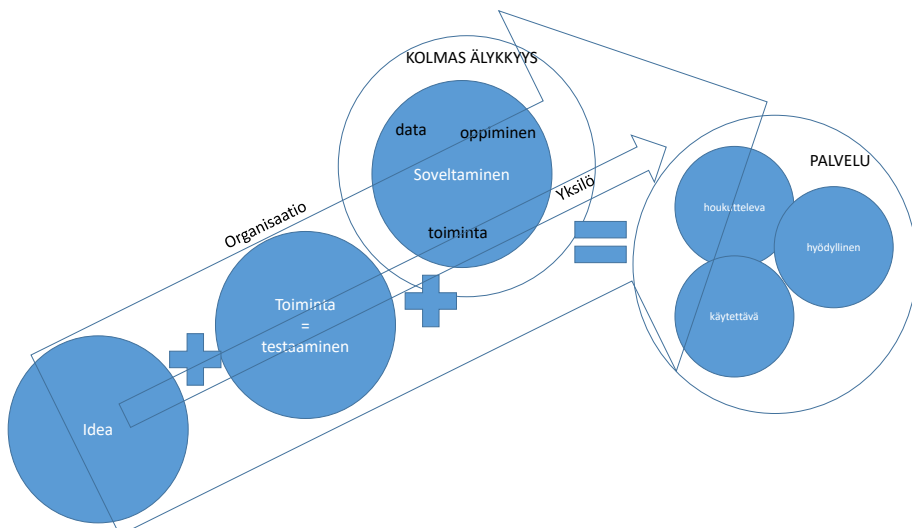 KOLMAS ÄLYKKYYS
data
oppiminen
Soveltaminen
toiminta
Organisaatio
Yksilö
Toiminta
=
testaaminen
Idea
PALVELU
houkutteleva
hyödyllinen
käytettävä